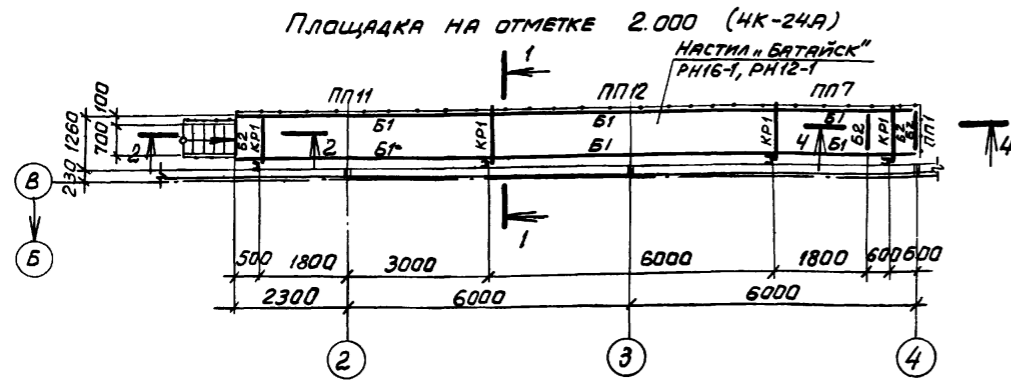 Площадка на отметке 2.000 (4К-24А)
Настил „Батайск"
РН16-1, РН12-1
1
ПП11 ПП12 ПП7
100
1260
700
230
2 Б2 КР1 2 Б1 Б1 КР1 Б1 Б1 КР1 Б1 4 Б1 Б2 КР1 Б2 Б2 ПП1 4
В
Б
1
500 1800 3000 6000 1800 600 600
2300 6000 6000
2 3 4